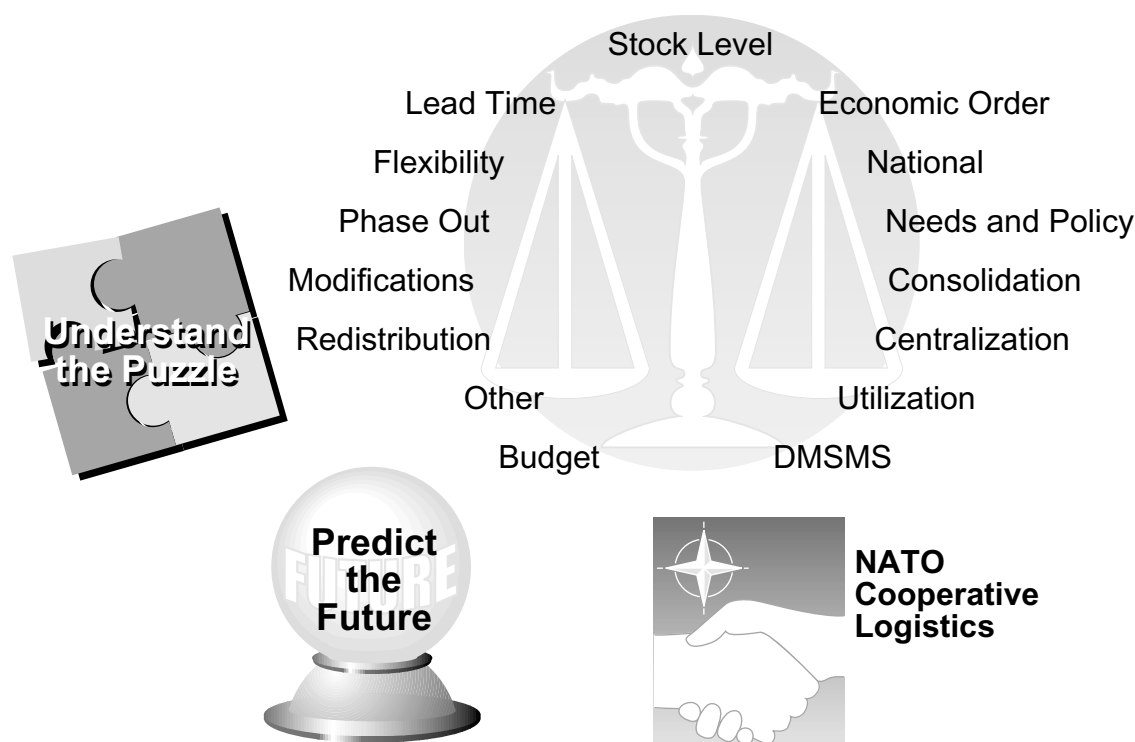 Stock Level
Lead Time
Economic Order
Flexibility
National
Phase Out
Needs and Policy
Modifications
Consolidation
Understand
the Puzzle
Redistribution
Centralization
Other
Utilization
Budget
DMSMS
FUTURE
Predict
the
Future
NATO
Cooperative
Logistics